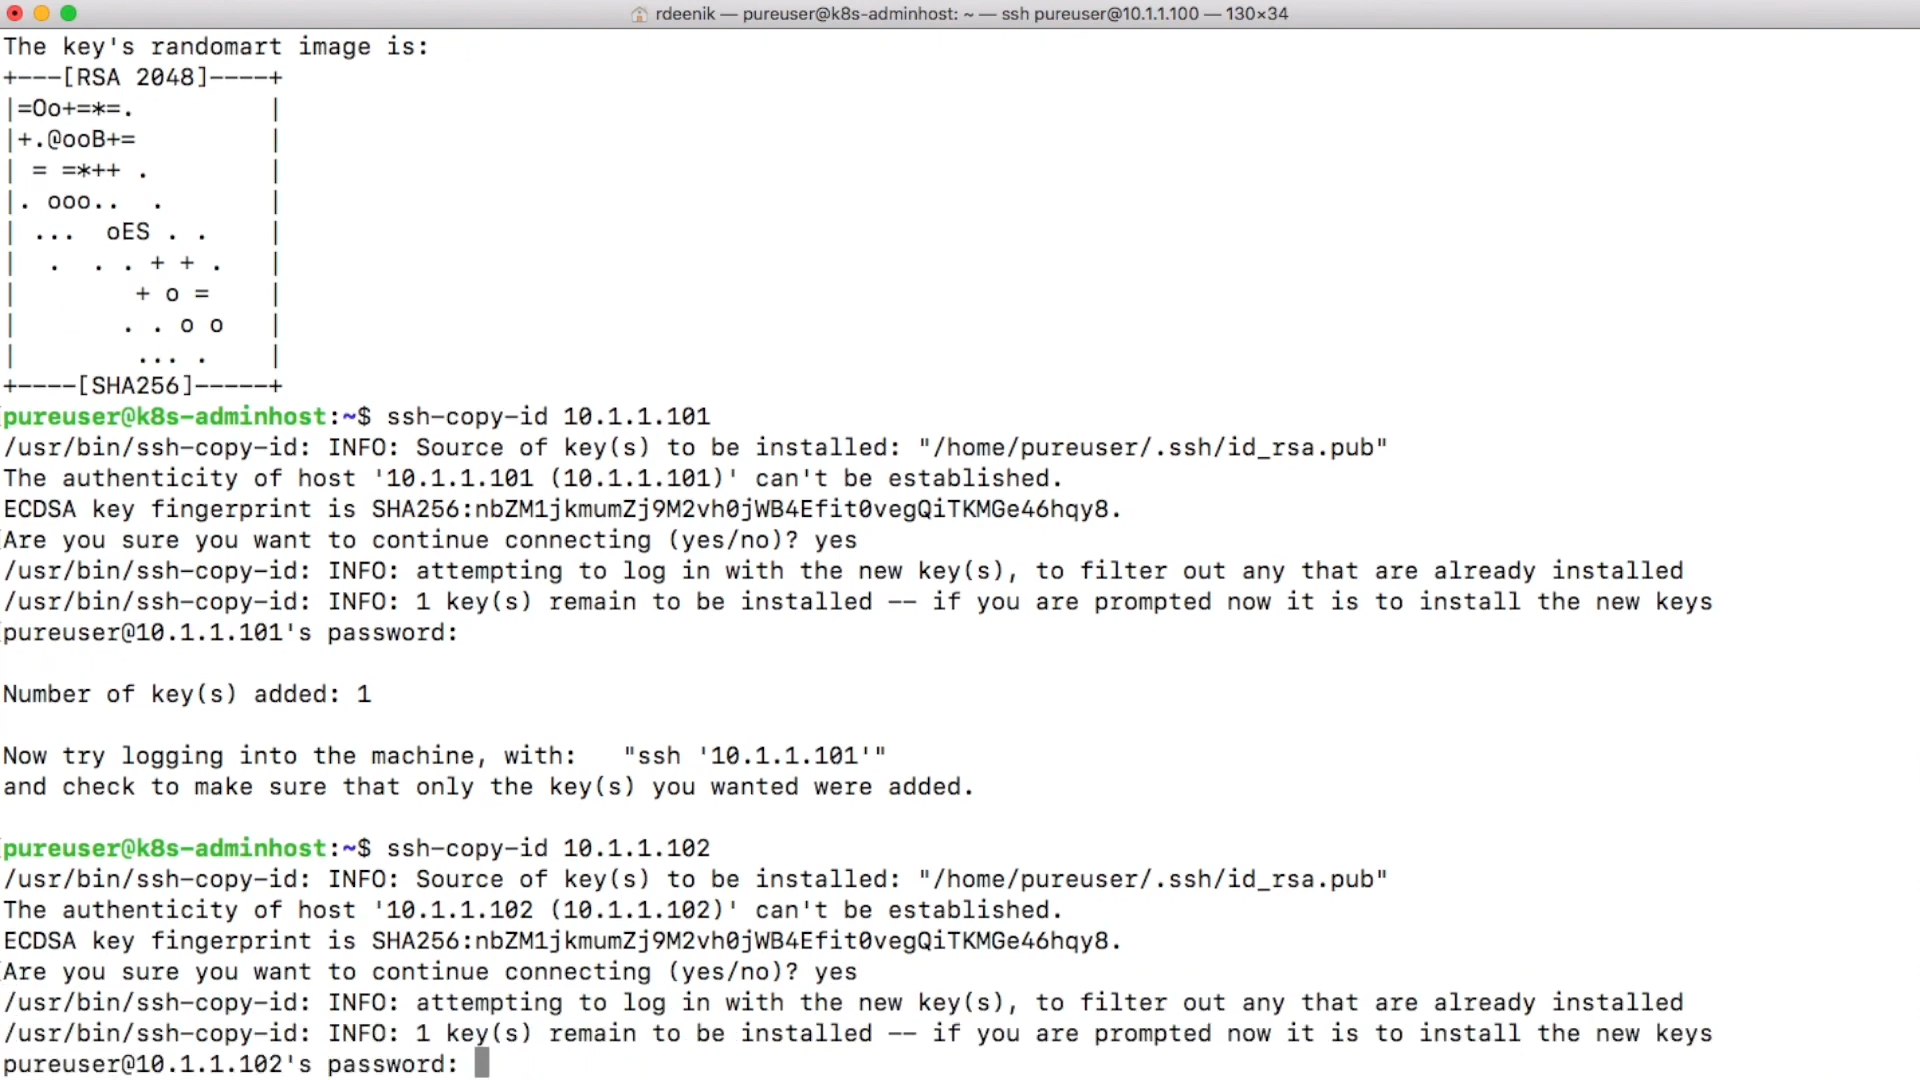 rdeenik — pureuser@k8s-adminhost: ~ — ssh pureuser@10.1.1.100 — 130×34
The key's randomart image is:
+---[RSA 2048]----+
|=Oo+=*=.         |
|+.@ooB+=         |
| = =*++ .        |
|. ooo..  .       |
| ...  oES . .    |
|  .  . . + + .   |
|        + o =    |
|       . . o o   |
|        ... .    |
+----[SHA256]-----+
pureuser@k8s-adminhost:~$ ssh-copy-id 10.1.1.101
/usr/bin/ssh-copy-id: INFO: Source of key(s) to be installed: "/home/pureuser/.ssh/id_rsa.pub"
The authenticity of host '10.1.1.101 (10.1.1.101)' can't be established.
ECDSA key fingerprint is SHA256:nbZM1jkmumZj9M2vh0jWB4Efit0vegQiTKMGe46hqy8.
Are you sure you want to continue connecting (yes/no)? yes
/usr/bin/ssh-copy-id: INFO: attempting to log in with the new key(s), to filter out any that are already installed
/usr/bin/ssh-copy-id: INFO: 1 key(s) remain to be installed -- if you are prompted now it is to install the new keys
pureuser@10.1.1.101's password:
Number of key(s) added: 1
Now try logging into the machine, with:   "ssh '10.1.1.101'"
and check to make sure that only the key(s) you wanted were added.
pureuser@k8s-adminhost:~$ ssh-copy-id 10.1.1.102
/usr/bin/ssh-copy-id: INFO: Source of key(s) to be installed: "/home/pureuser/.ssh/id_rsa.pub"
The authenticity of host '10.1.1.102 (10.1.1.102)' can't be established.
ECDSA key fingerprint is SHA256:nbZM1jkmumZj9M2vh0jWB4Efit0vegQiTKMGe46hqy8.
Are you sure you want to continue connecting (yes/no)? yes
/usr/bin/ssh-copy-id: INFO: attempting to log in with the new key(s), to filter out any that are already installed
/usr/bin/ssh-copy-id: INFO: 1 key(s) remain to be installed -- if you are prompted now it is to install the new keys
pureuser@10.1.1.102's password: